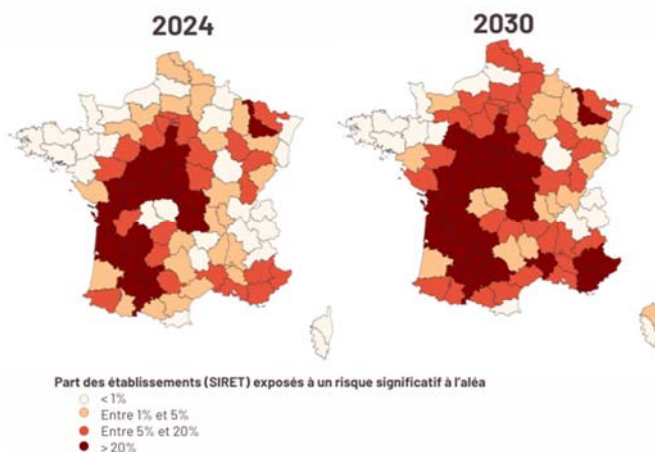 2024
2030
Part des établissements (SIRET) exposés à un risque significatif à l'aléa
< 1%
Entre 1% et 5%
Entre 5% et 20%
> 20%